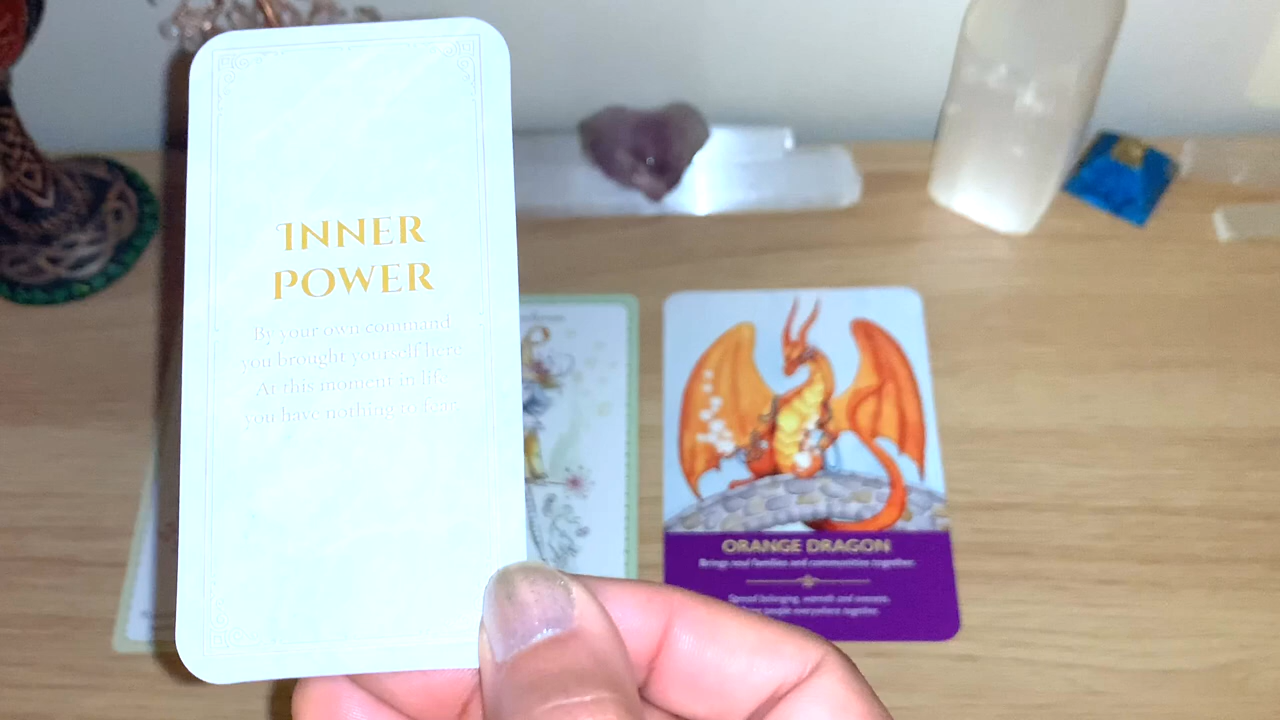 INNER
POWER
By your own command
you brought yourself here
At this moment in life
you have nothing to fear
ORANGE DRAGON
Brings soul families and communities together.
Spread belonging, warmth and oneness.
people everywhere together.